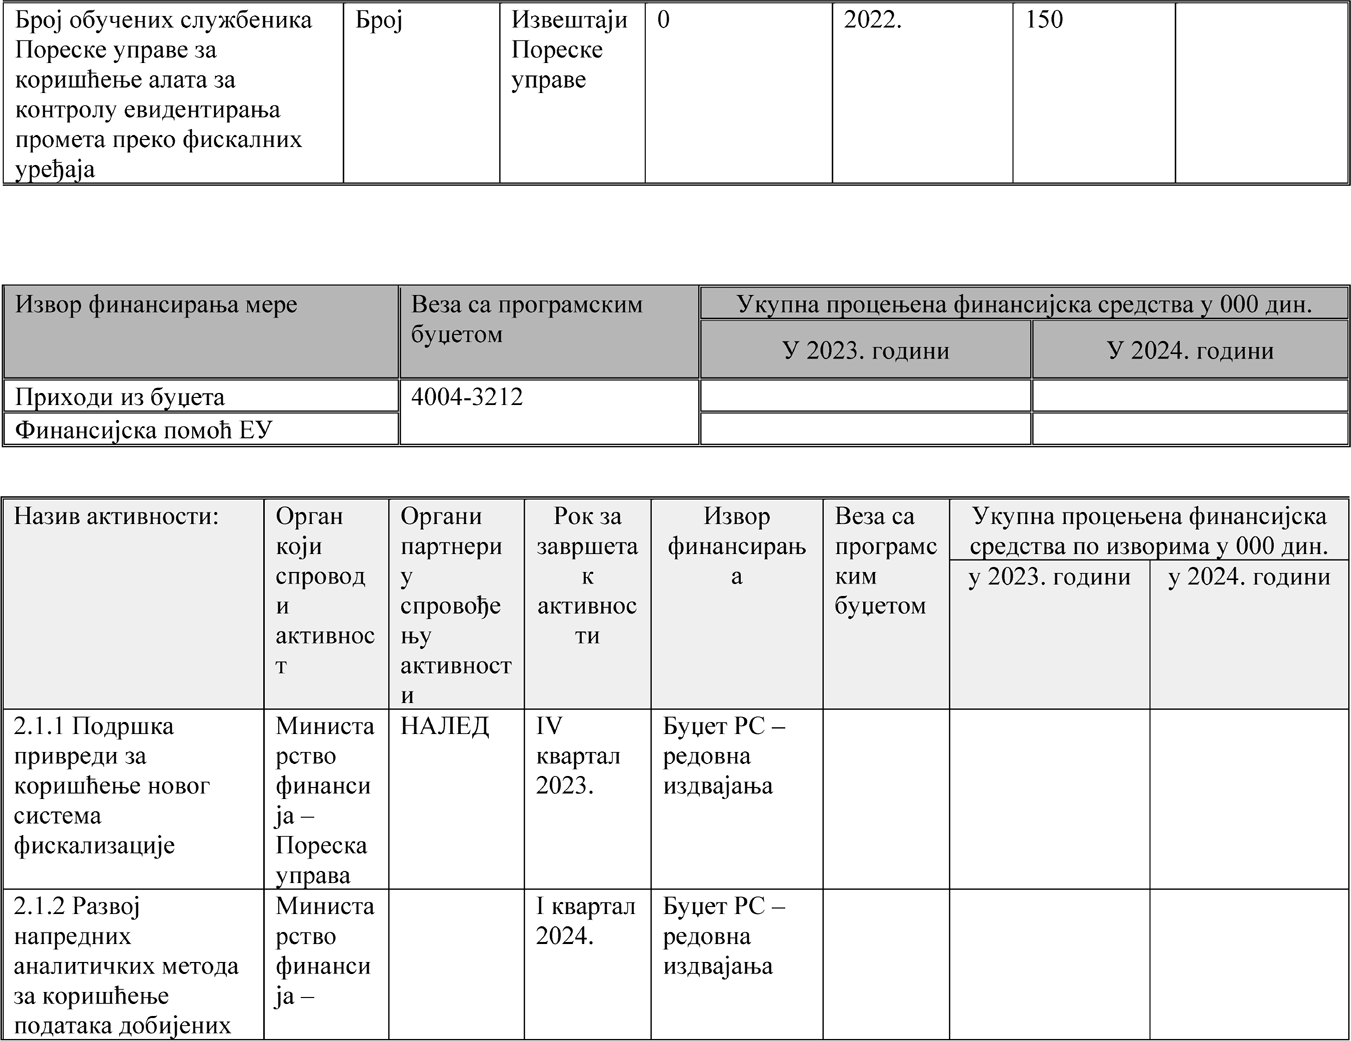 Број обучених службеника
Пореске управе за
коришћење алата за
контролу евидентирања
промета преко фискалних
уређаја
Број
Извештаји
Пореске
управе
0
2022.
150
Извор финансирања мере
Веза са програмским
буџетом
Укупна процењена финансијска средства у 000 дин.
У 2023. години
У 2024. години
Приходи из буџета
4004-3212
Финансијска помоћ ЕУ
Назив активности:
Орган
који
спровод
и
активнос
т
Органи
партнери
у
спровође
њу
активност
и
Рок за
завршета
к
активнос
ти
Извор
финансирањ
а
Веза са
програмс
ким
буџетом
Укупна процењена финансијска
средства по изворима у 000 дин.
у 2023. години
у 2024. години
2.1.1 Подршка
привреди за
коришћење новог
система
фискализације
Министа
рство
финанси
ја –
Пореска
управа
НАЛЕД
IV
квартал
2023.
Буџет РС –
редовна
издвајања
2.1.2 Развој
напредних
аналитичких метода
за коришћење
података добијених
Министа
рство
финанси
ја –
I квартал
2024.
Буџет РС –
редовна
издвајања